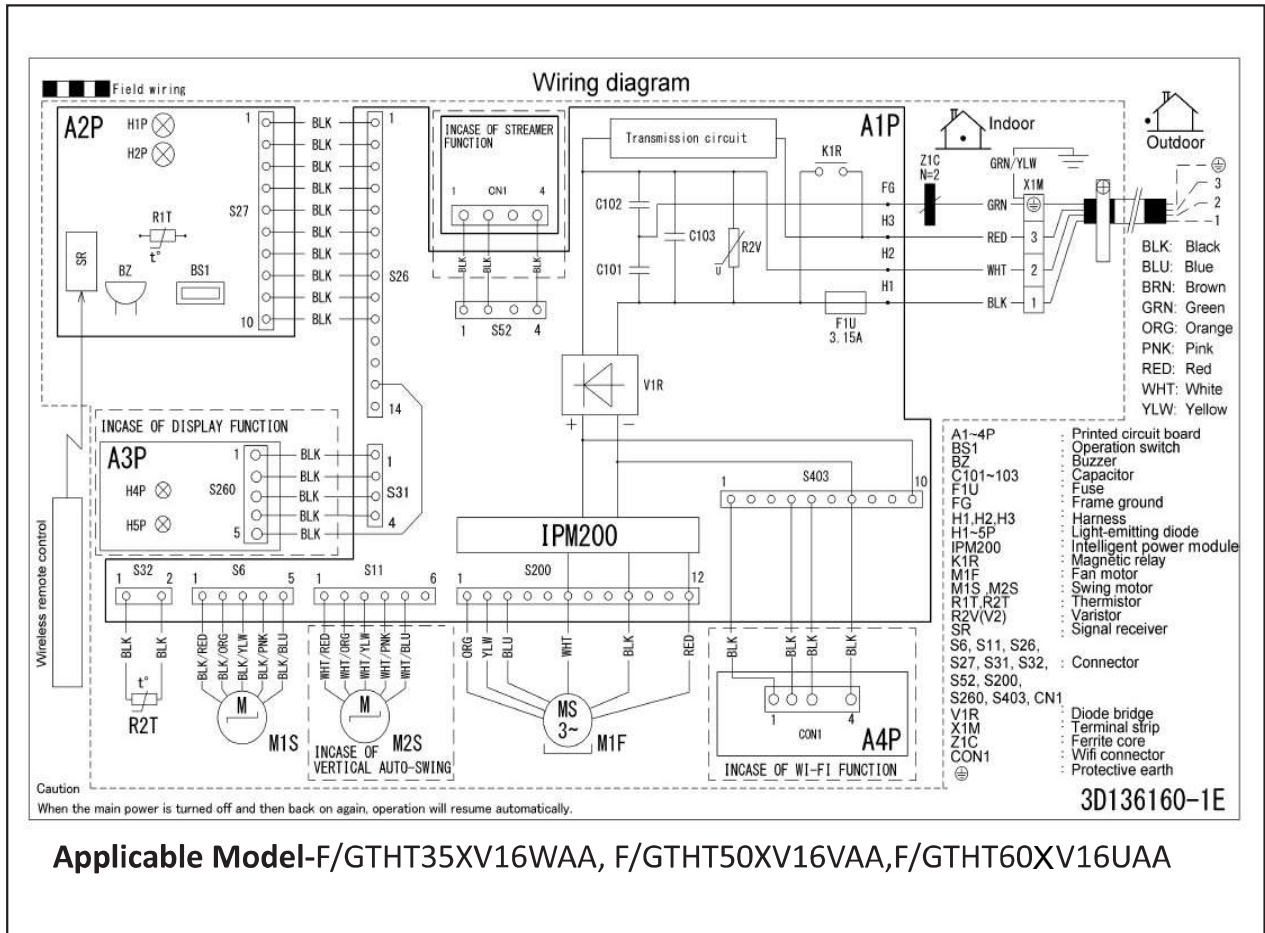 Wiring diagram
Field wiring
A2P
H1P
H2P
R1T
t°
SR
BZ
BS1
1
S27
10
BLK
BLK
BLK
BLK
BLK
BLK
BLK
BLK
BLK
BLK
1
S26
14
INCASE OF STREAMER
FUNCTION
1 CN1 4
BLK
BLK
BLK
1 S52 4
Transmission circuit
A1P
K1R
C102
C103
C101
R2V
U
FG
H3
H2
H1
F1U
3.15A
V1R
+ −
Z1C
N=2
Indoor
GRN/YLW
X1M
GRN
RED 3
WHT 2
BLK 1
Outdoor
3
2
1
BLK: Black
BLU: Blue
BRN: Brown
GRN: Green
ORG: Orange
PNK: Pink
RED: Red
WHT: White
YLW: Yellow
INCASE OF DISPLAY FUNCTION
A3P
H4P
H5P
1
S260
5
BLK
BLK
BLK
BLK
BLK
1
S31
4
Wireless remote control
IPM200
1 S403 10
1 S32 2
1 S6 5
1 S11 6
1 S200 12
BLK
BLK
t°
R2T
BLK/RED
BLK/ORG
BLK/YLW
BLK/PNK
BLK/BLU
M
M1S
WHT/RED
WHT/ORG
WHT/YLW
WHT/PNK
WHT/BLU
M
M2S
INCASE OF
VERTICAL AUTO-SWING
ORG
YLW
BLU
WHT
BLK
RED
MS
3~
M1F
BLK
BLK
BLK
BLK
1 4
CON1
A4P
INCASE OF WI-FI FUNCTION
A1~4P : Printed circuit board
BS1 : Operation switch
BZ : Buzzer
C101~103 : Capacitor
F1U : Fuse
FG : Frame ground
H1,H2,H3 : Harness
H1~5P : Light-emitting diode
IPM200 : Intelligent power module
K1R : Magnetic relay
M1F : Fan motor
M1S ,M2S : Swing motor
R1T,R2T : Thermistor
R2V(V2) : Varistor
SR : Signal receiver
S6, S11, S26,
S27, S31, S32, : Connector
S52, S200,
S260, S403, CN1
V1R : Diode bridge
X1M : Terminal strip
Z1C : Ferrite core
CON1 : Wifi connector
: Protective earth
3D136160-1E
Caution
When the main power is turned off and then back on again, operation will resume automatically.
Applicable Model-F/GTHT35XV16WAA, F/GTHT50XV16VAA,F/GTHT60XV16UAA